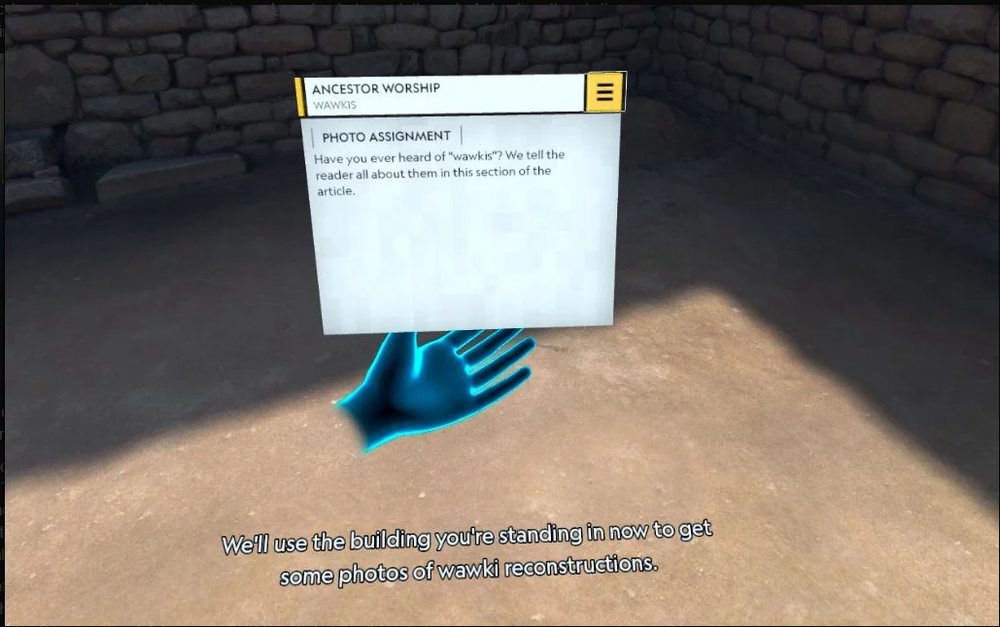 ANCESTOR WORSHIP
WAWKIS
PHOTO ASSIGNMENT
Have you ever heard of "wawkis"? We tell the
reader all about them in this section of the
article.
We'll use the building you're standing in now to get
some photos of wawki reconstructions.